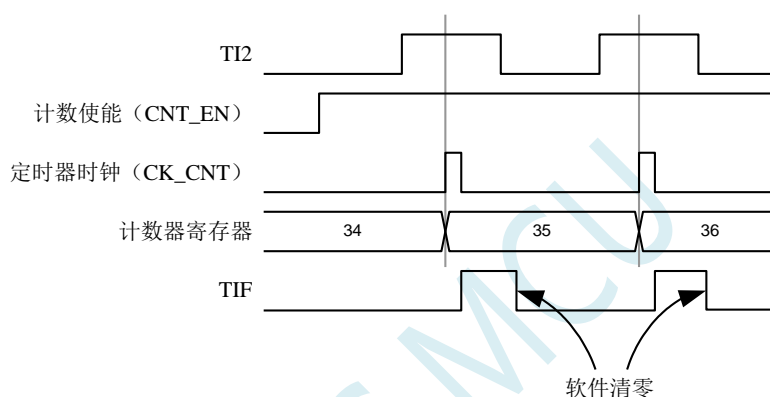 TI2
计数使能（CNT_EN）
定时器时钟（CK_CNT）
计数器寄存器
34
35
36
TIF
软件清零
MCU